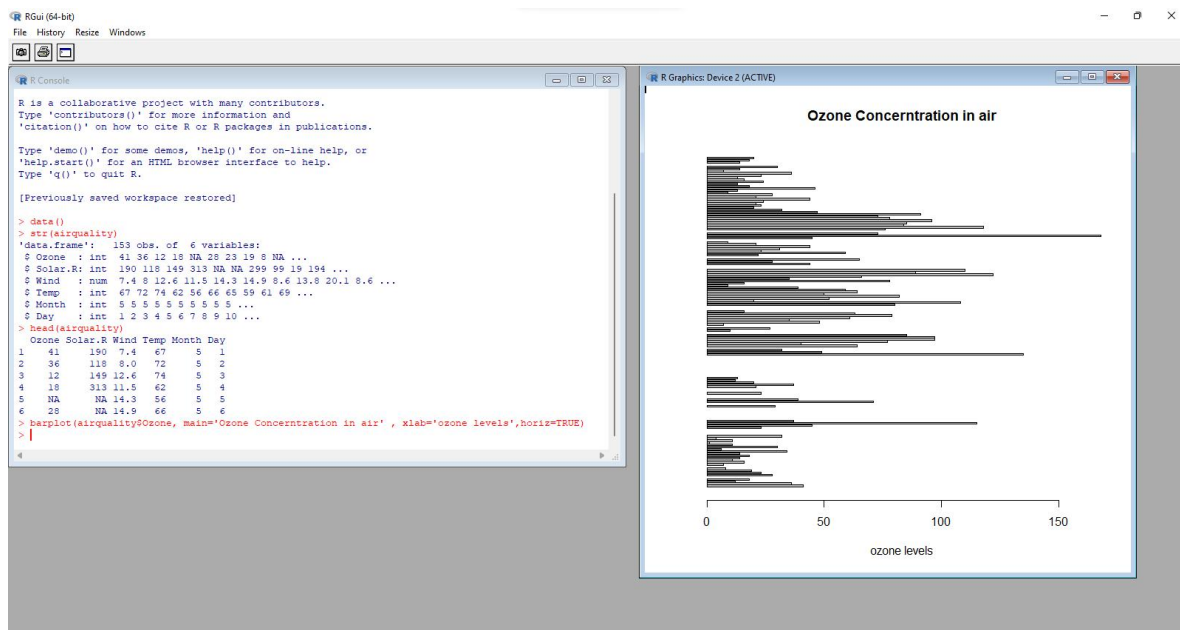 RGui (64-bit)
File History Resize Windows
R Console
R is a collaborative project with many contributors.
Type 'contributors()' for more information and
'citation()' on how to cite R or R packages in publications.
Type 'demo()' for some demos, 'help()' for on-line help, or
'help.start()' for an HTML browser interface to help.
Type 'q()' to quit R.
[Previously saved workspace restored]
> data()
> str(airquality)
'data.frame':   153 obs. of  6 variables:
 $ Ozone  : int  41 36 12 18 NA 28 23 19 8 NA ...
 $ Solar.R: int  190 118 149 313 NA NA 299 99 19 194 ...
 $ Wind   : num  7.4 8 12.6 11.5 14.3 14.9 8.6 13.8 20.1 8.6 ...
 $ Temp   : int  67 72 74 62 56 66 65 59 61 69 ...
 $ Month  : int  5 5 5 5 5 5 5 5 5 5 ...
 $ Day    : int  1 2 3 4 5 6 7 8 9 10 ...
> head(airquality)
  Ozone Solar.R Wind Temp Month Day
1    41     190  7.4   67     5   1
2    36     118  8.0   72     5   2
3    12     149 12.6   74     5   3
4    18     313 11.5   62     5   4
5    NA      NA 14.3   56     5   5
6    28      NA 14.9   66     5   6
> barplot(airquality$Ozone, main='Ozone Concerntration in air' , xlab='ozone levels',horiz=TRUE)
>
R Graphics: Device 2 (ACTIVE)
Ozone Concerntration in air
0 50 100 150
ozone levels